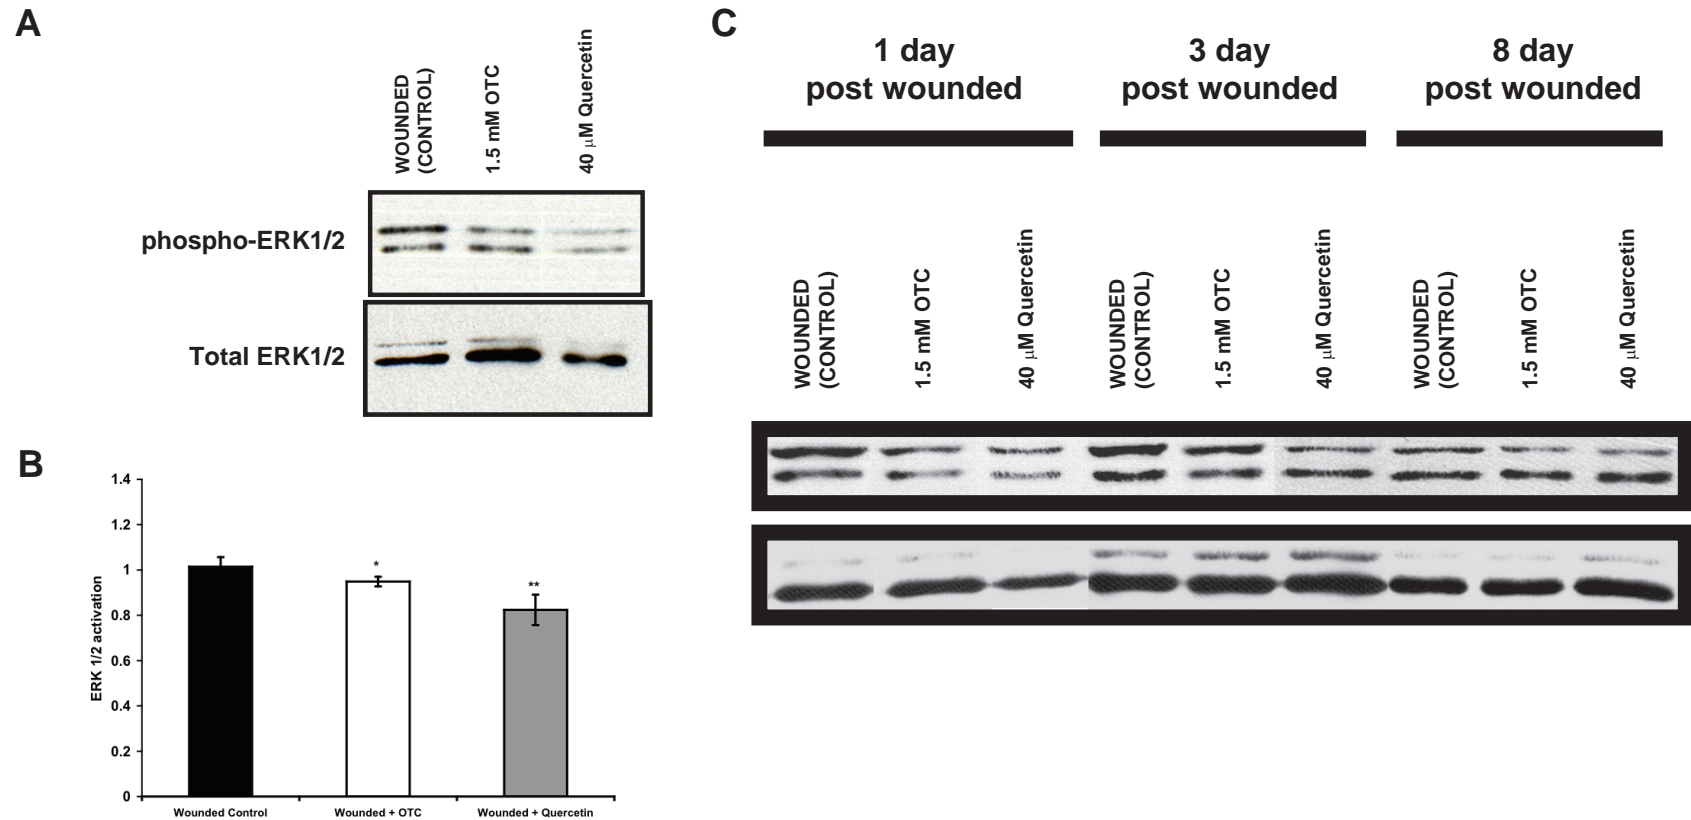 A
WOUNDED
(CONTROL)
1.5 mM OTC
40 μM Quercetin
phospho-ERK1/2
Total ERK1/2
B
1.4
1.2
1
0.8
0.6
0.4
0.2
0
ERK 1/2 activation
*
**
Wounded Control
Wounded + OTC
Wounded + Quercetin
C
1 day
post wounded
3 day
post wounded
8 day
post wounded
WOUNDED
(CONTROL)
1.5 mM OTC
40 μM Quercetin
WOUNDED
(CONTROL)
1.5 mM OTC
40 μM Quercetin
WOUNDED
(CONTROL)
1.5 mM OTC
40 μM Quercetin